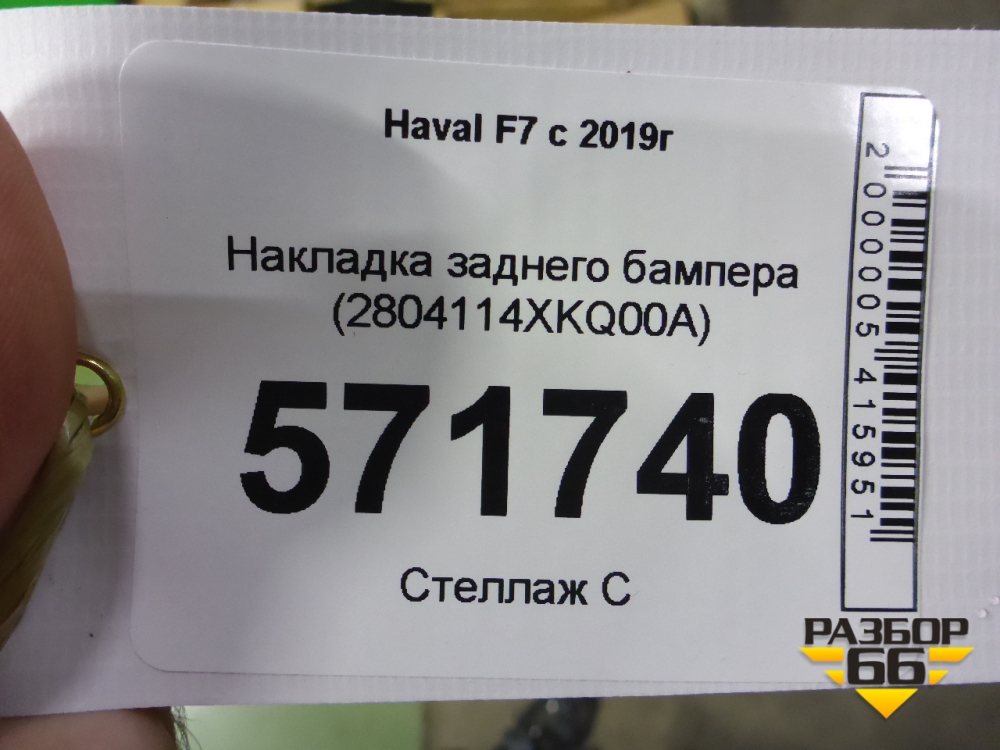 Haval F7 с 2019г
Накладка заднего бампера
(2804114XKQ00A)
571740
Стеллаж С
2000005415951
РАЗБОР
66